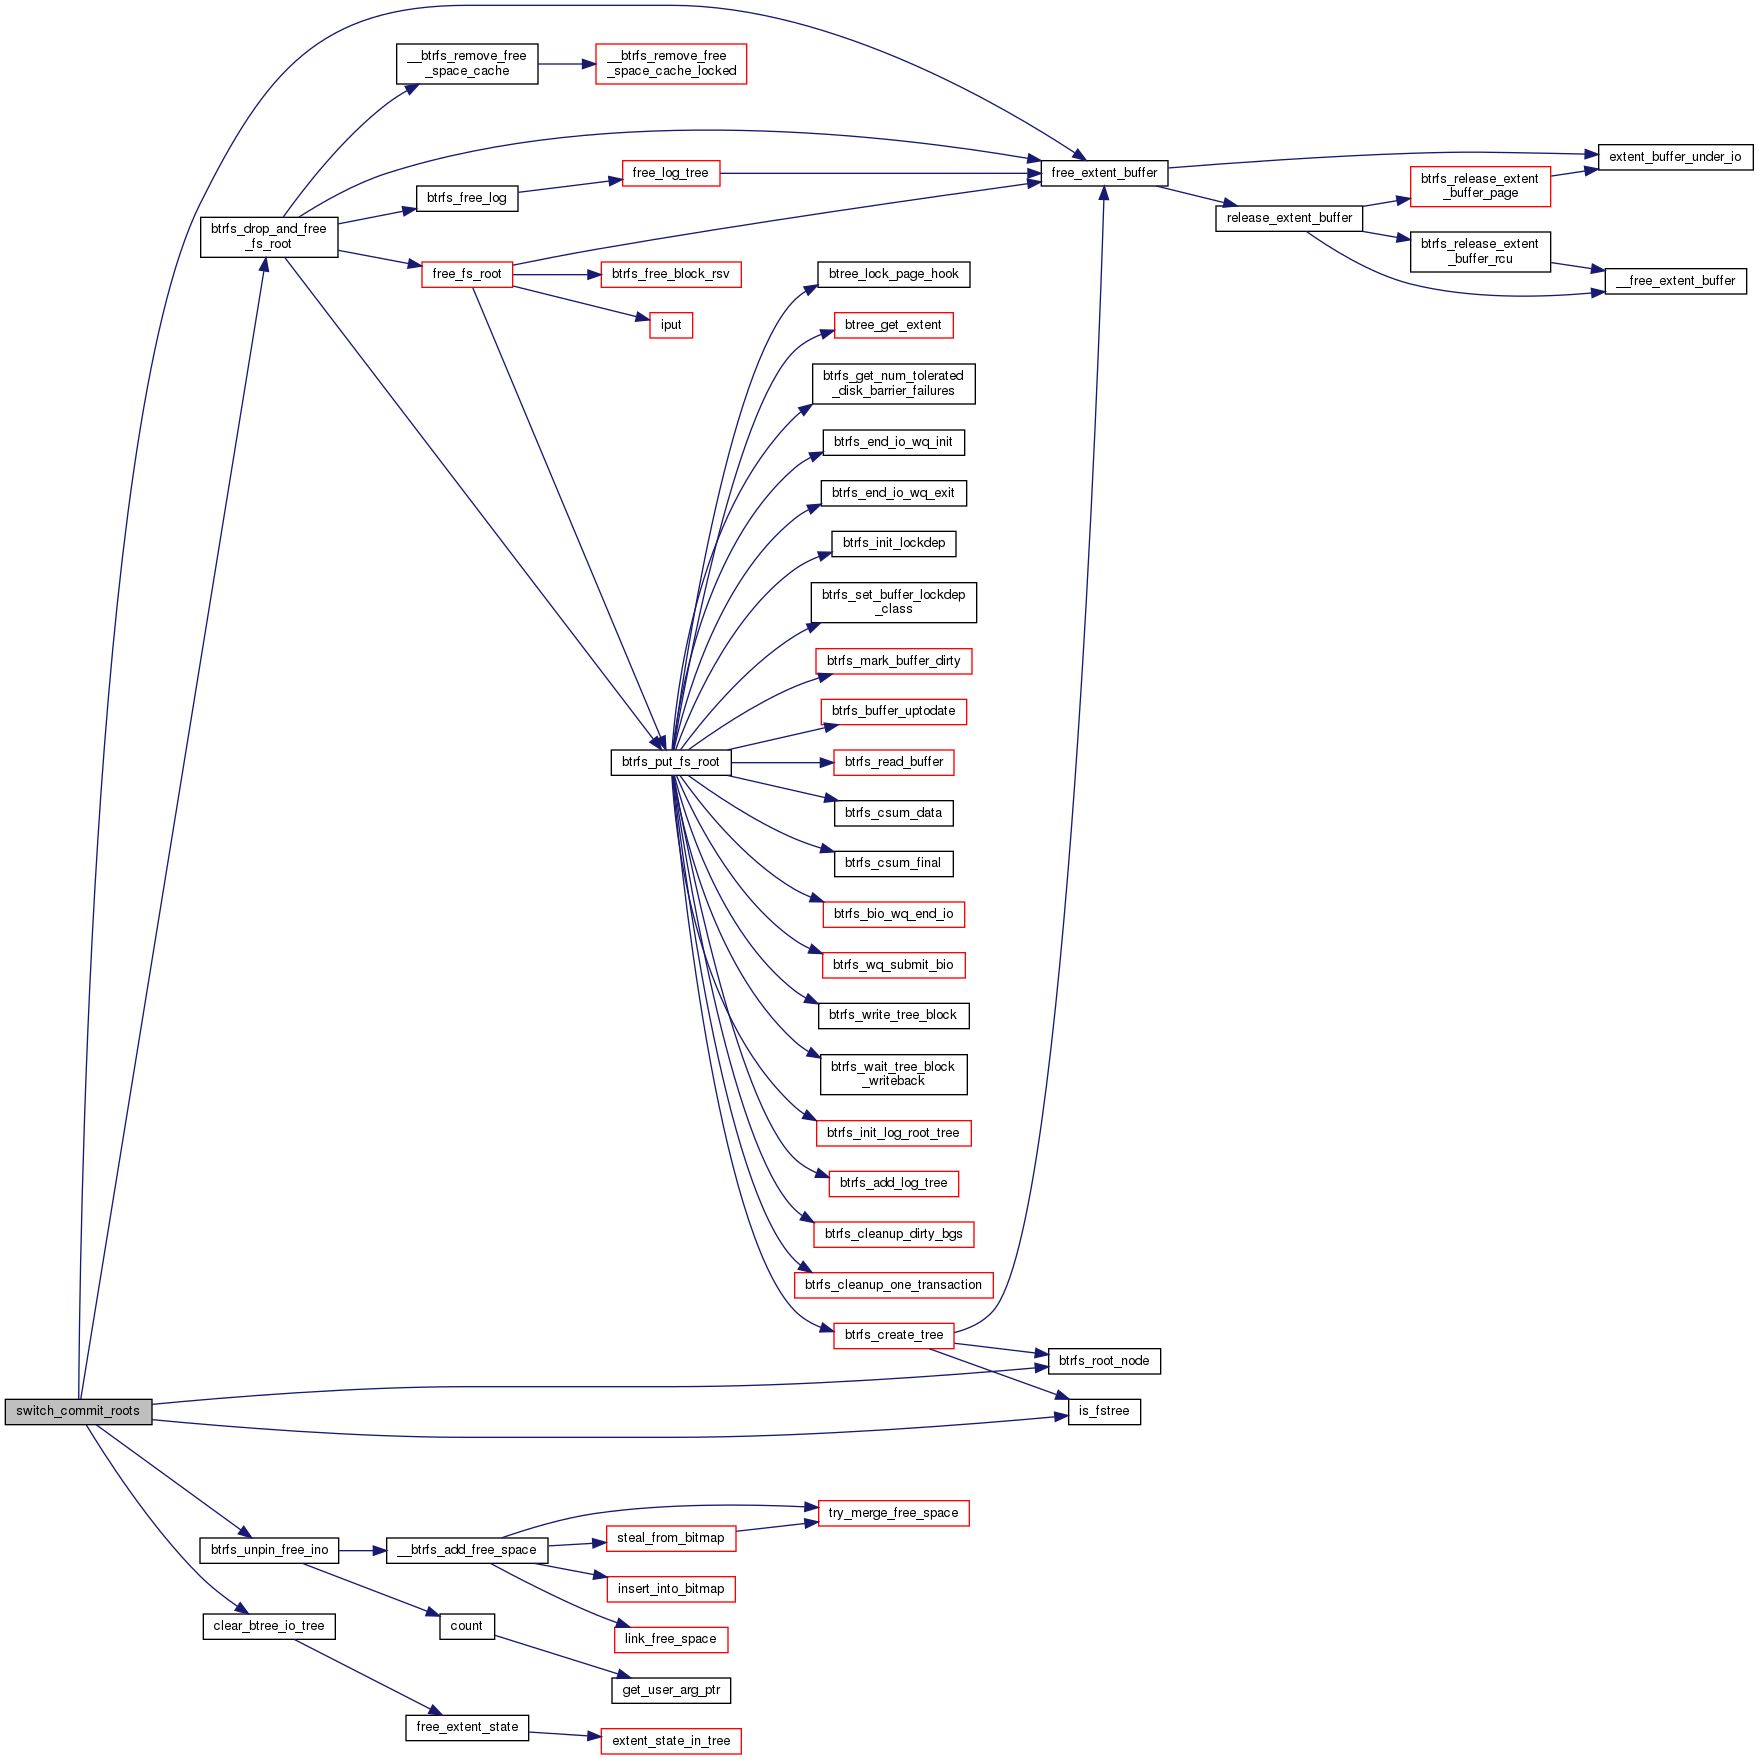 __btrfs_remove_free
_space_cache
__btrfs_remove_free
_space_cache_locked
btrfs_drop_and_free
_fs_root
btrfs_free_log
free_log_tree
free_extent_buffer
extent_buffer_under_io
btrfs_release_extent
_buffer_page
release_extent_buffer
btrfs_release_extent
_buffer_rcu
__free_extent_buffer
free_fs_root
btrfs_free_block_rsv
iput
btree_lock_page_hook
btree_get_extent
btrfs_get_num_tolerated
_disk_barrier_failures
btrfs_end_io_wq_init
btrfs_end_io_wq_exit
btrfs_init_lockdep
btrfs_set_buffer_lockdep
_class
btrfs_mark_buffer_dirty
btrfs_buffer_uptodate
btrfs_put_fs_root
btrfs_read_buffer
btrfs_csum_data
btrfs_csum_final
btrfs_bio_wq_end_io
btrfs_wq_submit_bio
btrfs_write_tree_block
btrfs_wait_tree_block
_writeback
btrfs_init_log_root_tree
btrfs_add_log_tree
btrfs_cleanup_dirty_bgs
btrfs_cleanup_one_transaction
btrfs_create_tree
btrfs_root_node
switch_commit_roots
is_fstree
btrfs_unpin_free_ino
__btrfs_add_free_space
try_merge_free_space
steal_from_bitmap
insert_into_bitmap
clear_btree_io_tree
count
link_free_space
get_user_arg_ptr
free_extent_state
extent_state_in_tree